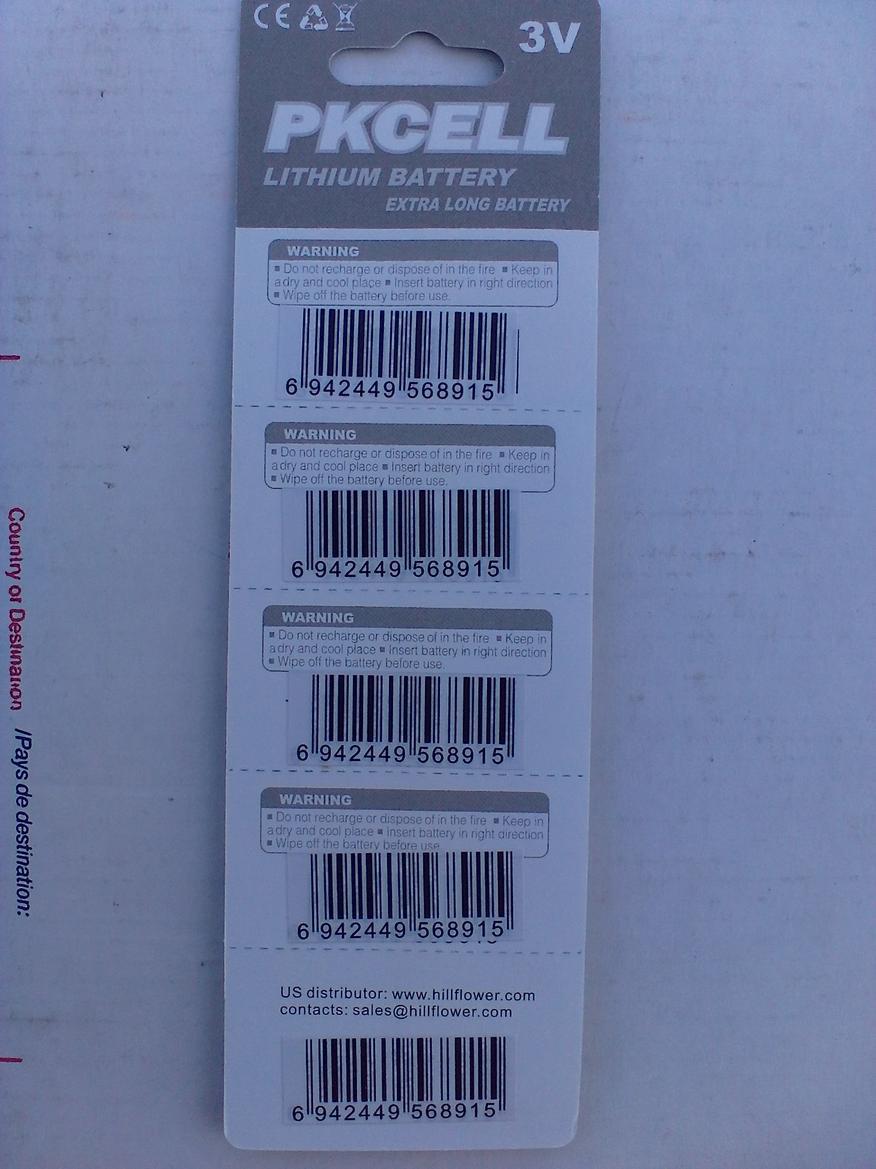 CE
3V
PKCELL
LITHIUM BATTERY
EXTRA LONG BATTERY
WARNING
▪ Do not recharge or dispose of in the fire ▪ Keep in
a dry and cool place ▪ Insert battery in right direction
▪ Wipe off the battery before use.
6 942449 568915
WARNING
▪ Do not recharge or dispose of in the fire ▪ Keep in
a dry and cool place ▪ Insert battery in right direction
▪ Wipe off the battery before use.
6 942449 568915
WARNING
▪ Do not recharge or dispose of in the fire ▪ Keep in
a dry and cool place ▪ Insert battery in right direction
▪ Wipe off the battery before use.
6 942449 568915
WARNING
▪ Do not recharge or dispose of in the fire ▪ Keep in
a dry and cool place ▪ Insert battery in right direction
▪ Wipe off the battery before use.
6 942449 568915
US distributor: www.hillflower.com
contacts: sales@hillflower.com
6 942449 568915
Country of Destination /Pays de destination: